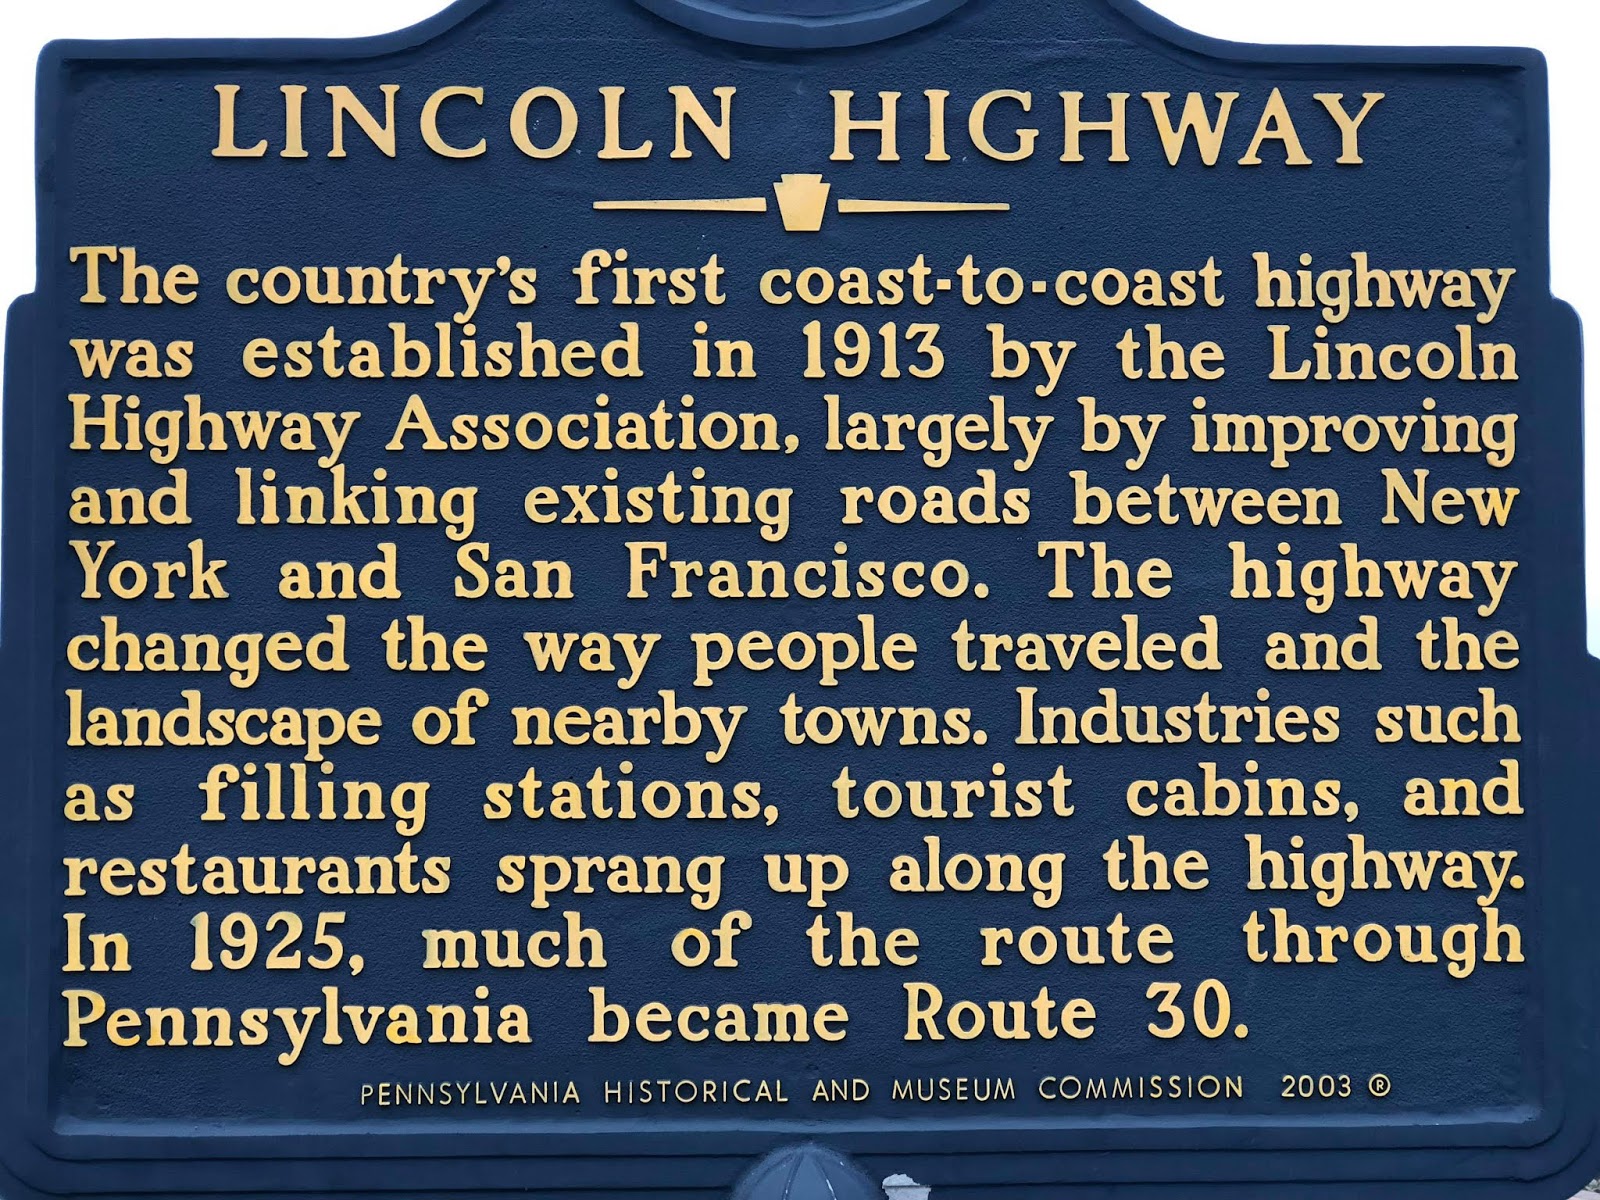 LINCOLN HIGHWAY
The country's first coast-to-coast highway
was established in 1913 by the Lincoln
Highway Association, largely by improving
and linking existing roads between New
York and San Francisco. The highway
changed the way people traveled and the
landscape of nearby towns. Industries such
as filling stations, tourist cabins, and
restaurants sprang up along the highway.
In 1925, much of the route through
Pennsylvania became Route 30.
PENNSYLVANIA HISTORICAL AND MUSEUM COMMISSION 2003 ®